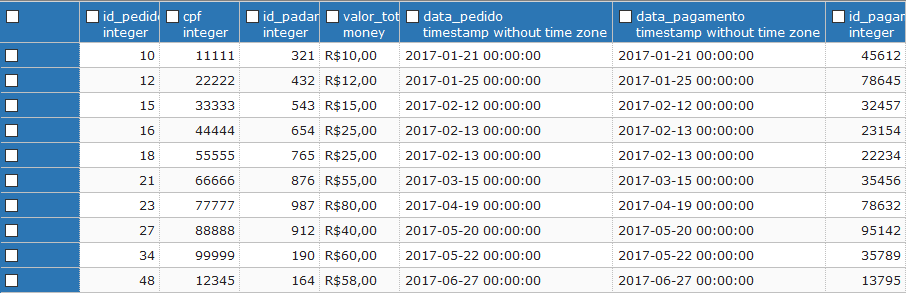 id_pedido cpf id_padar valor_tot data_pedido data_pagamento id_pagar
integer integer integer money timestamp without time zone timestamp without time zone integer
10 11111 321 R$10,00 2017-01-21 00:00:00 2017-01-21 00:00:00 45612
12 22222 432 R$12,00 2017-01-25 00:00:00 2017-01-25 00:00:00 78645
15 33333 543 R$15,00 2017-02-12 00:00:00 2017-02-12 00:00:00 32457
16 44444 654 R$25,00 2017-02-13 00:00:00 2017-02-13 00:00:00 23154
18 55555 765 R$25,00 2017-02-13 00:00:00 2017-02-13 00:00:00 22234
21 66666 876 R$55,00 2017-03-15 00:00:00 2017-03-15 00:00:00 35456
23 77777 987 R$80,00 2017-04-19 00:00:00 2017-04-19 00:00:00 78632
27 88888 912 R$40,00 2017-05-20 00:00:00 2017-05-20 00:00:00 95142
34 99999 190 R$60,00 2017-05-22 00:00:00 2017-05-22 00:00:00 35789
48 12345 164 R$58,00 2017-06-27 00:00:00 2017-06-27 00:00:00 13795